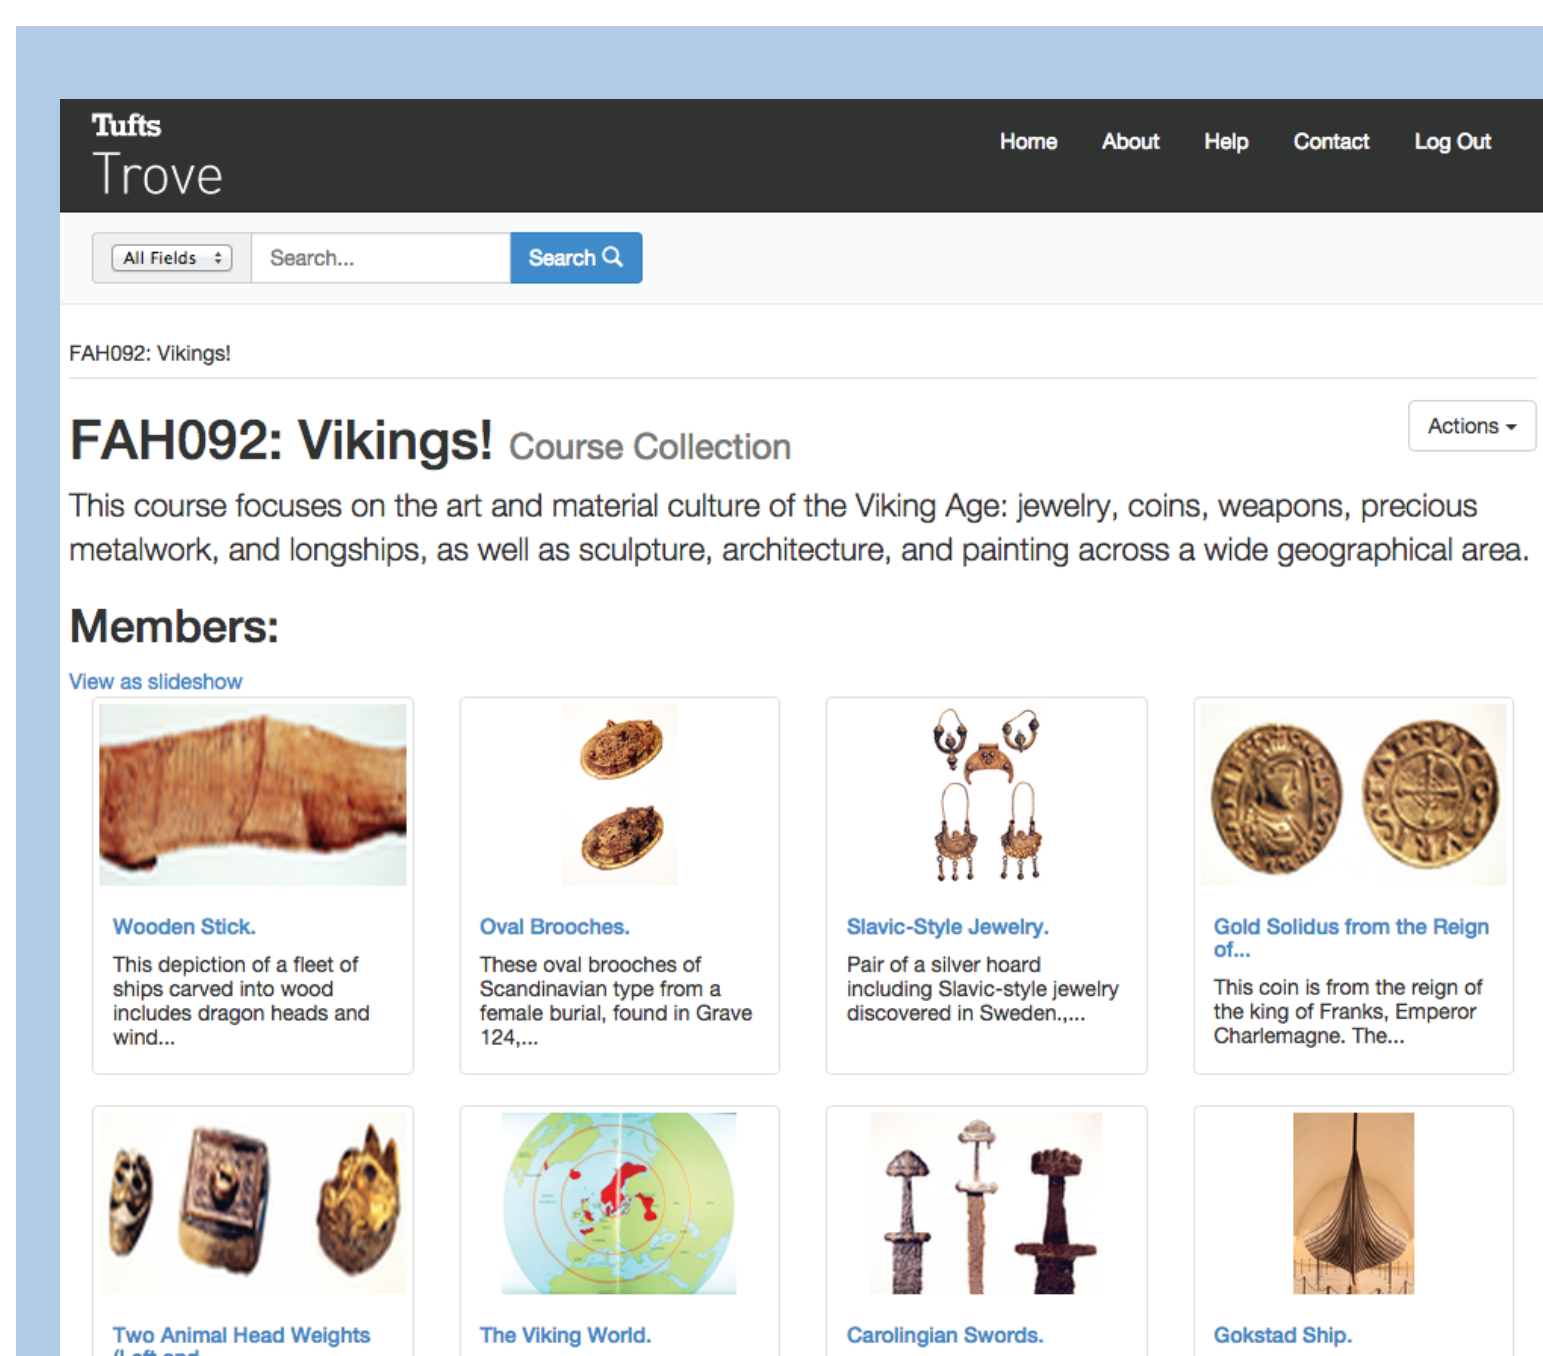 Tufts
Trove
Home About Help Contact Log Out
All Fields Search... Search
FAH092: Vikings!
FAH092: Vikings! Course Collection
Actions
This course focuses on the art and material culture of the Viking Age: jewelry, coins, weapons, precious
metalwork, and longships, as well as sculpture, architecture, and painting across a wide geographical area.
Members:
View as slideshow
Wooden Stick.
This depiction of a fleet of
ships carved into wood
includes dragon heads and
wind...
Oval Brooches.
These oval brooches of
Scandinavian type from a
female burial, found in Grave
124,...
Slavic-Style Jewelry.
Pair of a silver hoard
including Slavic-style jewelry
discovered in Sweden.,...
Gold Solidus from the Reign
of...
This coin is from the reign of
the king of Franks, Emperor
Charlemagne. The...
Two Animal Head Weights
(Left and
The Viking World.
Carolingian Swords.
Gokstad Ship.